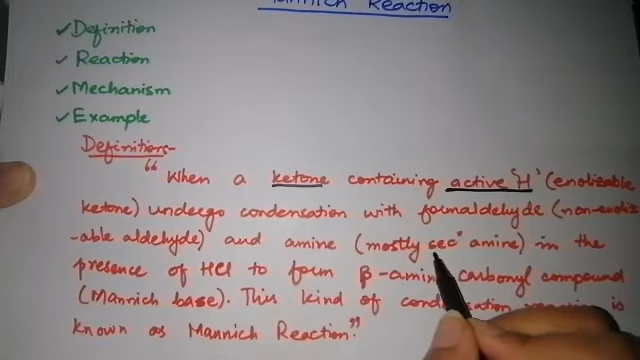 Mannich Reaction
✓Definition
✓Reaction
✓Mechanism
✓Example
Definition:-
“When a ketone containing active 'H' (enolizable
ketone) undergo condensation with formaldehyde (non-enoliz-
-able aldehyde) and amine (mostly sec° amine) in the
presence of HCl to form β-amino carbonyl compound
(Mannich base). This kind of is
known as Mannich Reaction.”